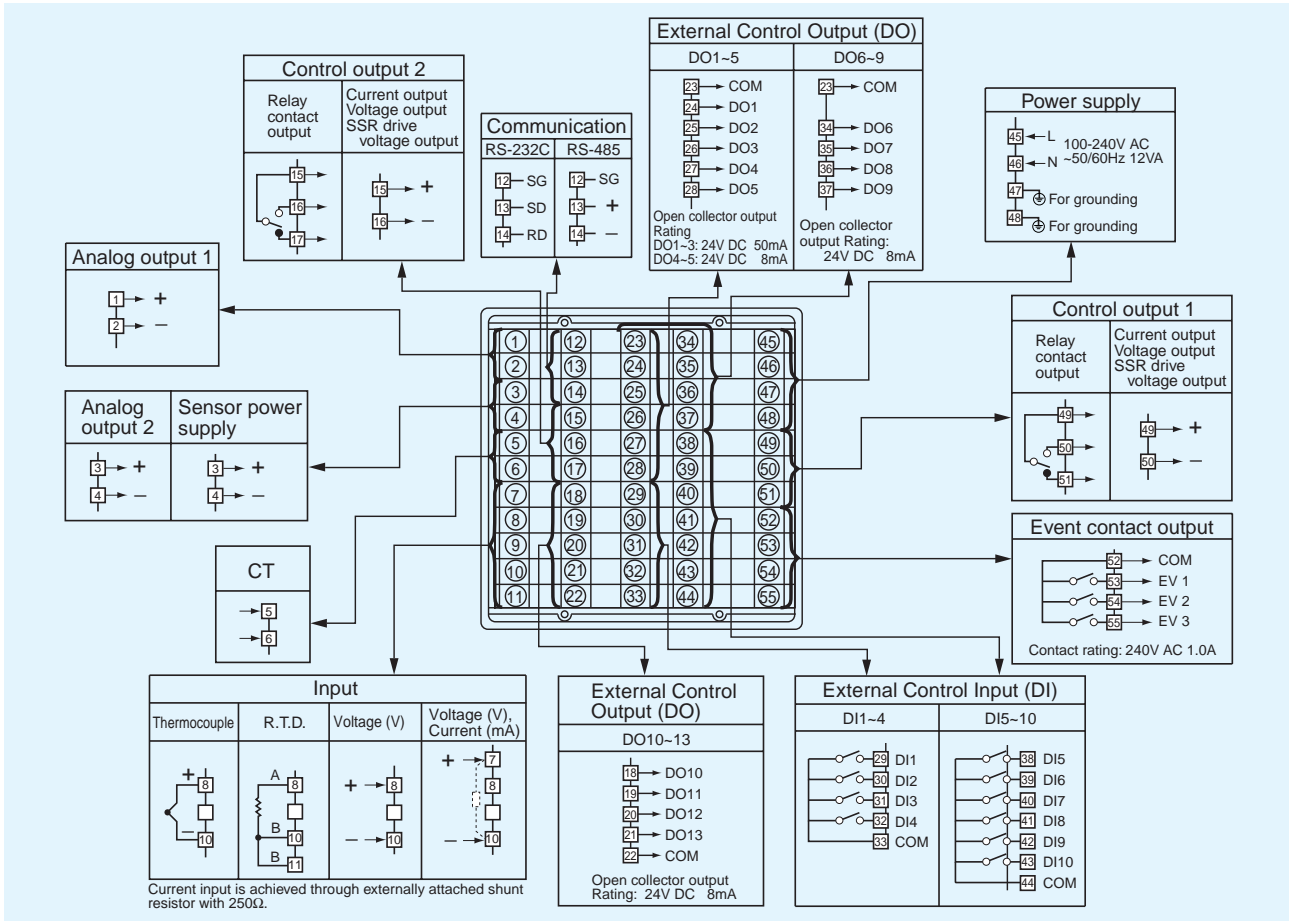 External Control Output (DO)
DO1~5
DO6~9
23 COM
24 DO1
25 DO2
26 DO3
27 DO4
28 DO5
Open collector output
Rating
DO1~3: 24V DC 50mA
DO4~5: 24V DC 8mA
23 COM
34 DO6
35 DO7
36 DO8
37 DO9
Open collector
output Rating:
24V DC 8mA
Control output 2
Relay
contact
output
15
16
17
Current output
Voltage output
SSR drive
voltage output
15 +
16 −
Communication
RS-232C
RS-485
12 SG
13 SD
14 RD
12 SG
13 +
14 −
Power supply
45 L
46 N
100-240V AC
~50/60Hz 12VA
47 For grounding
48 For grounding
Analog output 1
1 +
2 −
Analog
output 2
3 +
4 −
Sensor power
supply
3 +
4 −
CT
5
6
1 12 23 34 45
2 13 24 35 46
3 14 25 36 47
4 15 26 37 48
5 16 27 38 49
6 17 28 39 50
7 18 29 40 51
8 19 30 41 52
9 20 31 42 53
10 21 32 43 54
11 22 33 44 55
Control output 1
Relay
contact
output
49
50
51
Current output
Voltage output
SSR drive
voltage output
49 +
50 −
Event contact output
52 COM
53 EV 1
54 EV 2
55 EV 3
Contact rating: 240V AC 1.0A
Input
Thermocouple
+ 8
− 10
R.T.D.
A 8
B 10
B 11
Voltage (V)
+ 8
− 10
Voltage (V),
Current (mA)
+ 7
8
− 10
Current input is achieved through externally attached shunt
resistor with 250Ω.
External Control
Output (DO)
DO10~13
18 DO10
19 DO11
20 DO12
21 DO13
22 COM
Open collector output
Rating: 24V DC 8mA
External Control Input (DI)
DI1~4
29 DI1
30 DI2
31 DI3
32 DI4
33 COM
DI5~10
38 DI5
39 DI6
40 DI7
41 DI8
42 DI9
43 DI10
44 COM